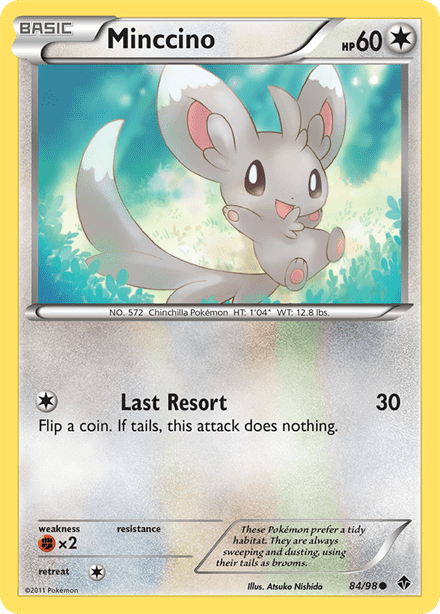 BASIC
Minccino
HP60
NO. 572 Chinchilla Pokémon HT: 1'04" WT: 12.8 lbs.
Last Resort 30
Flip a coin. If tails, this attack does nothing.
weakness resistance
×2
retreat
These Pokémon prefer a tidy
habitat. They are always
sweeping and dusting, using
their tails as brooms.
©2011 Pokémon
Illus. Atsuko Nishido
84/98